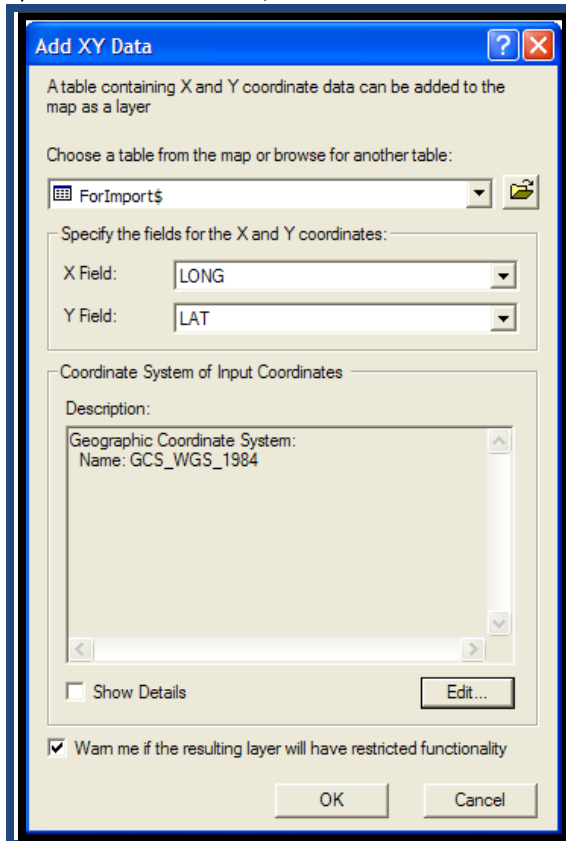 Add XY Data
A table containing X and Y coordinate data can be added to the
map as a layer
Choose a table from the map or browse for another table:
ForImport$
Specify the fields for the X and Y coordinates:
X Field:
LONG
Y Field:
LAT
Coordinate System of Input Coordinates
Description:
Geographic Coordinate System:
Name: GCS_WGS_1984
Show Details
Edit...
Warn me if the resulting layer will have restricted functionality
OK
Cancel